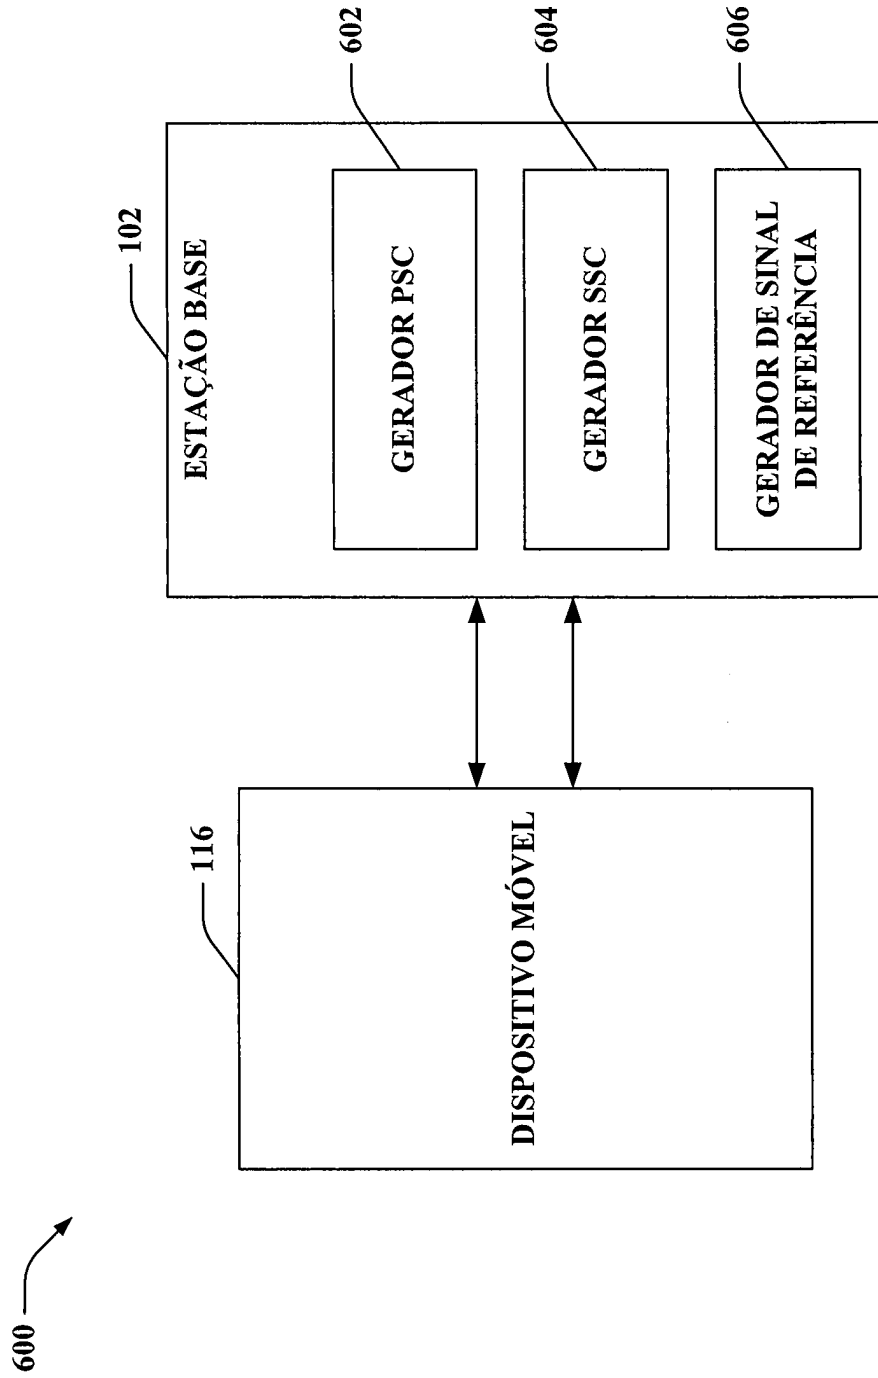 600
116
DISPOSITIVO MÓVEL
102
ESTAÇÃO BASE
GERADOR PSC
602
GERADOR SSC
604
GERADOR DE SINAL
DE REFERÊNCIA
606